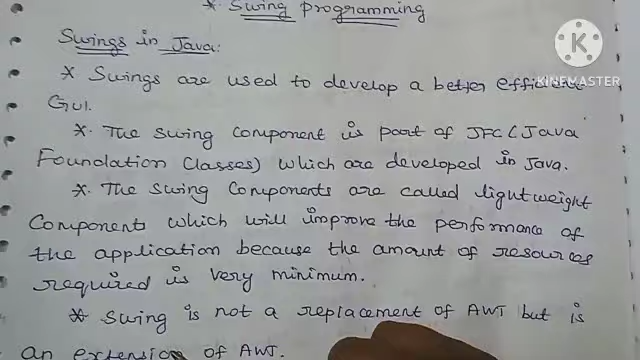 * Swing programming
Swings in Java:
* Swings are used to develop a better efficient
GUI.
*. The swing component is part of JFC (Java
Foundation Classes) which are developed in Java.
*. The swing components are called lightweight
Components which will improve the performance of
the application because the amount of resources
required is very minimum.
* Swing is not a replacement of AWT but is
an extension of AWT.
K
KINEMASTER